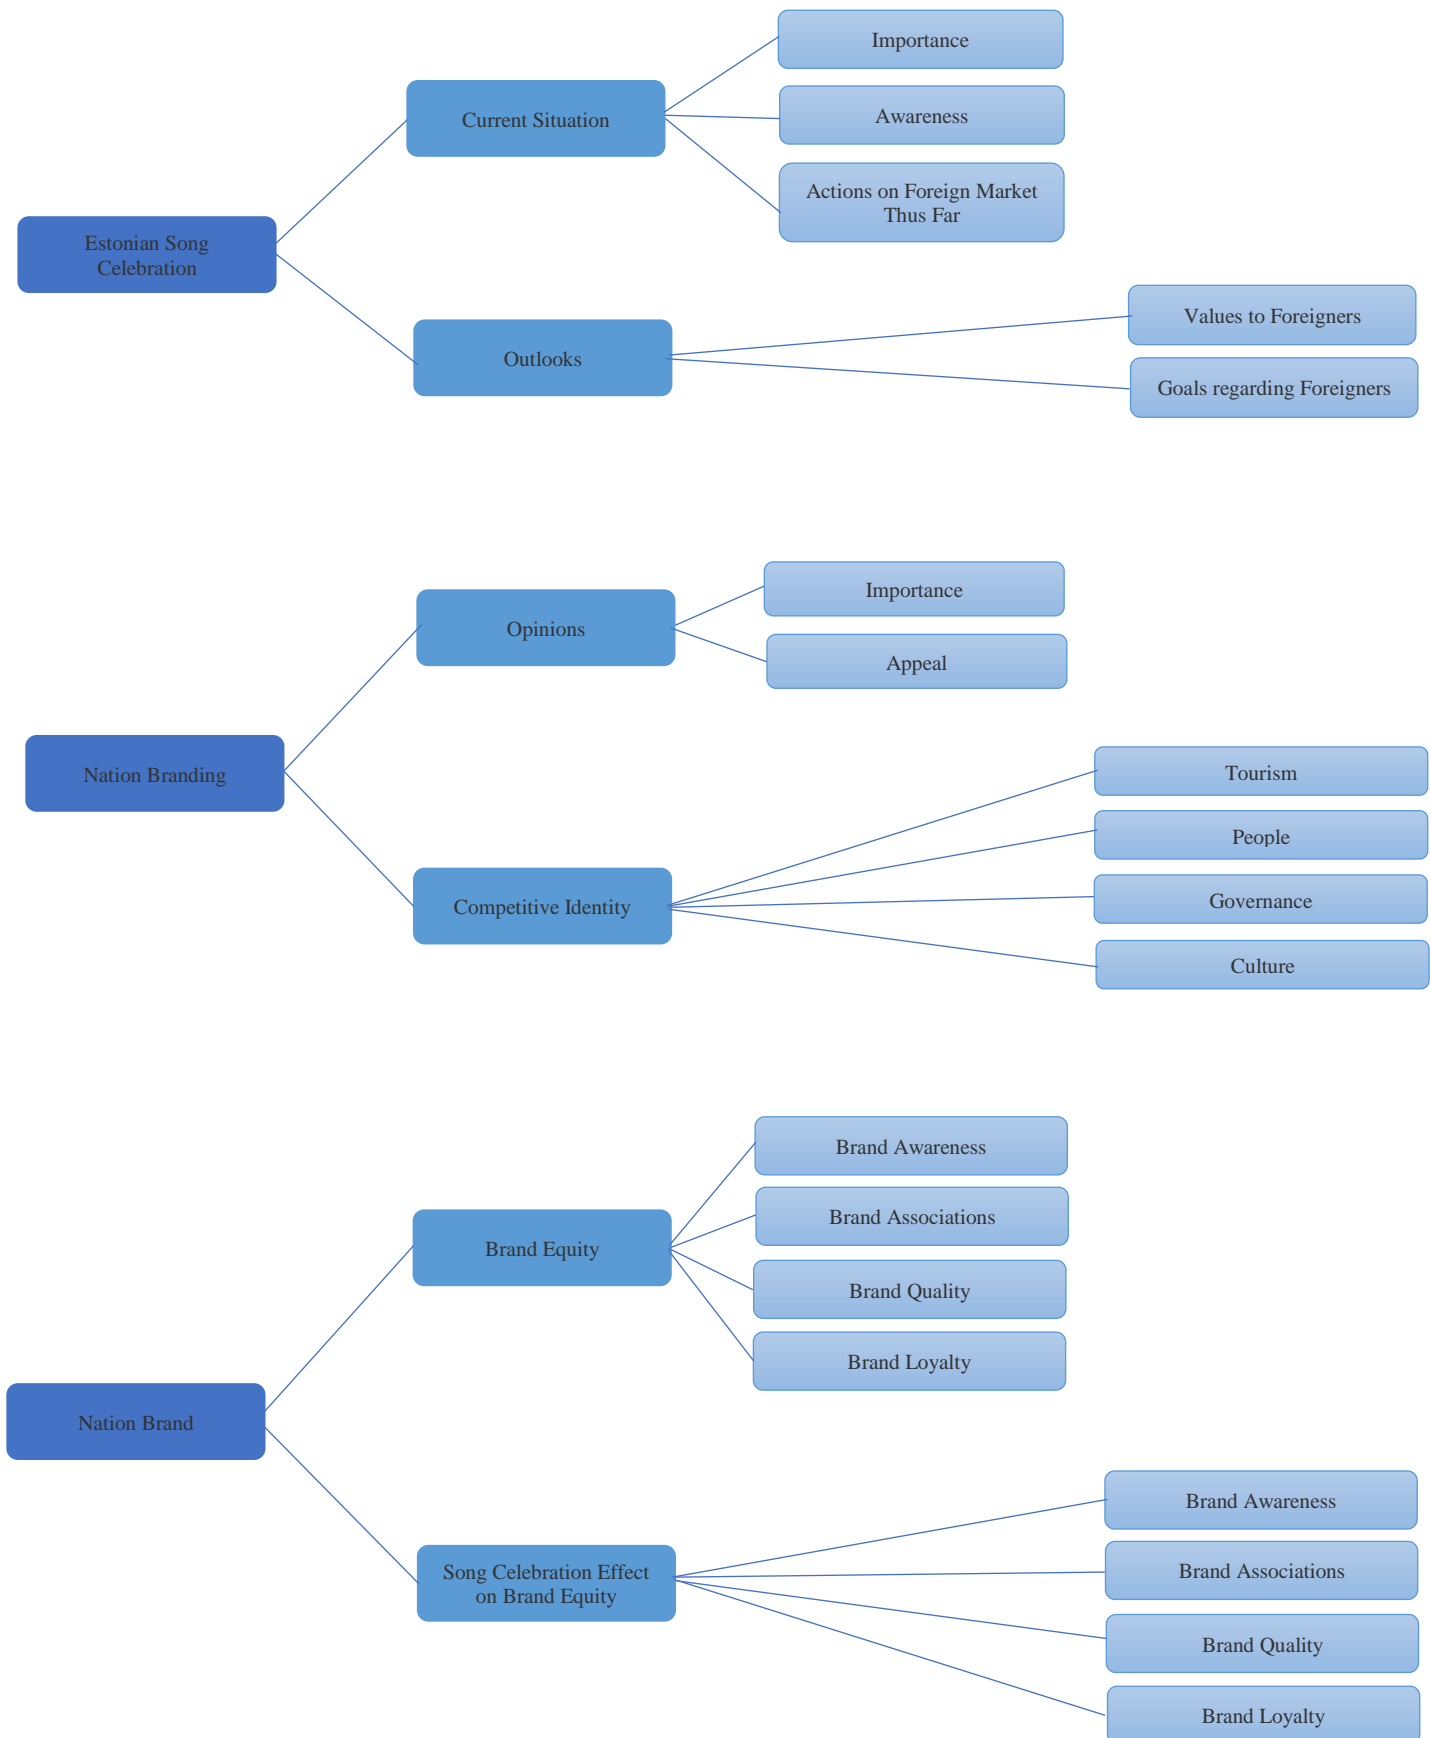 Importance
Current Situation
Awareness
Actions on Foreign Market
Thus Far
Estonian Song
Celebration
Values to Foreigners
Outlooks
Goals regarding Foreigners
Importance
Opinions
Appeal
Nation Branding
Tourism
People
Competitive Identity
Governance
Culture
Brand Awareness
Brand Associations
Brand Equity
Brand Quality
Brand Loyalty
Nation Brand
Brand Awareness
Song Celebration Effect
on Brand Equity
Brand Associations
Brand Quality
Brand Loyalty